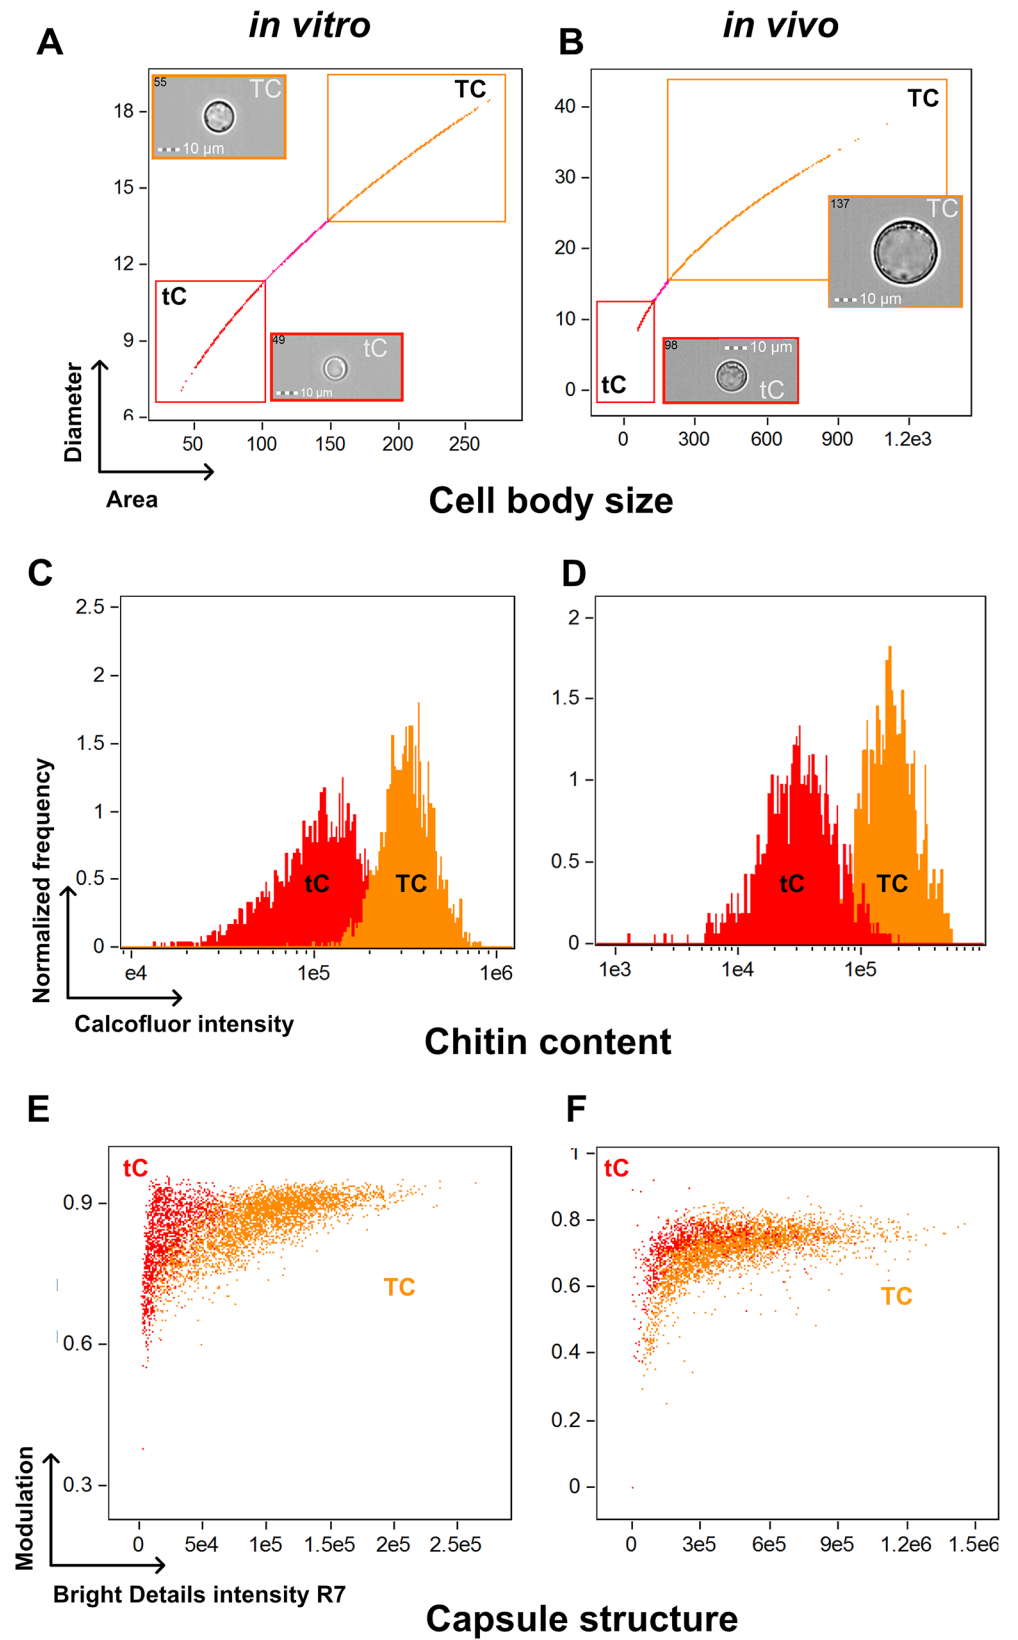 in vitro
in vivo
A
B
55
TC
10 µm
TC
18
15
12
9
6
tC
49
tC
10 µm
50
100
150
200
250
Diameter
Area
TC
40
30
20
10
0
137
TC
10 µm
98
10 µm
tC
tC
0
300
600
900
1.2e3
Cell body size
C
D
2.5
2
1.5
1
0.5
0
tC
TC
e4
1e5
1e6
Normalized frequency
Calcofluor intensity
2
1.5
1
0.5
0
tC
TC
1e3
1e4
1e5
Chitin content
E
F
tC
0.9
0.6
0.3
TC
0
5e4
1e5
1.5e5
2e5
2.5e5
Modulation
Bright Details intensity R7
tC
1
0.8
0.6
0.4
0.2
0
TC
0
3e5
6e5
9e5
1.2e6
1.5e6
Capsule structure